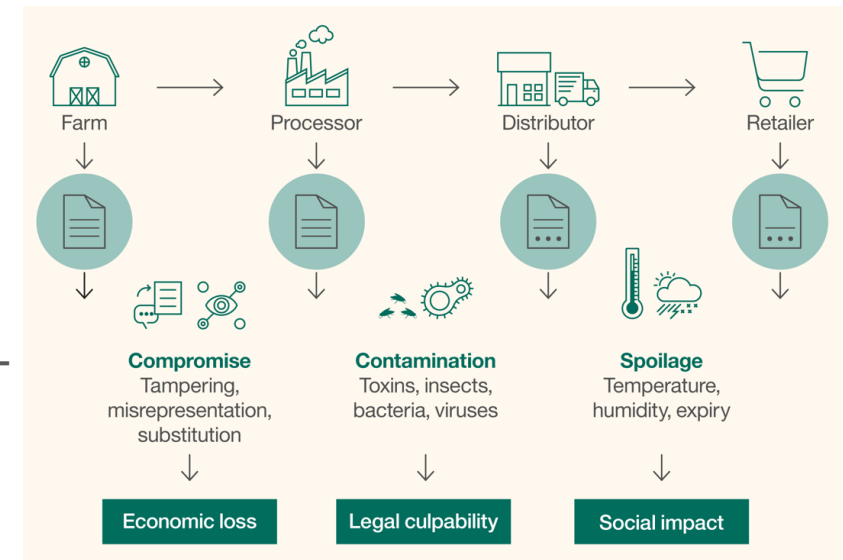 Farm
Processor
Distributor
Retailer
Compromise
Tampering,
misrepresentation,
substitution
Contamination
Toxins, insects,
bacteria, viruses
Spoilage
Temperature,
humidity, expiry
Economic loss
Legal culpability
Social impact